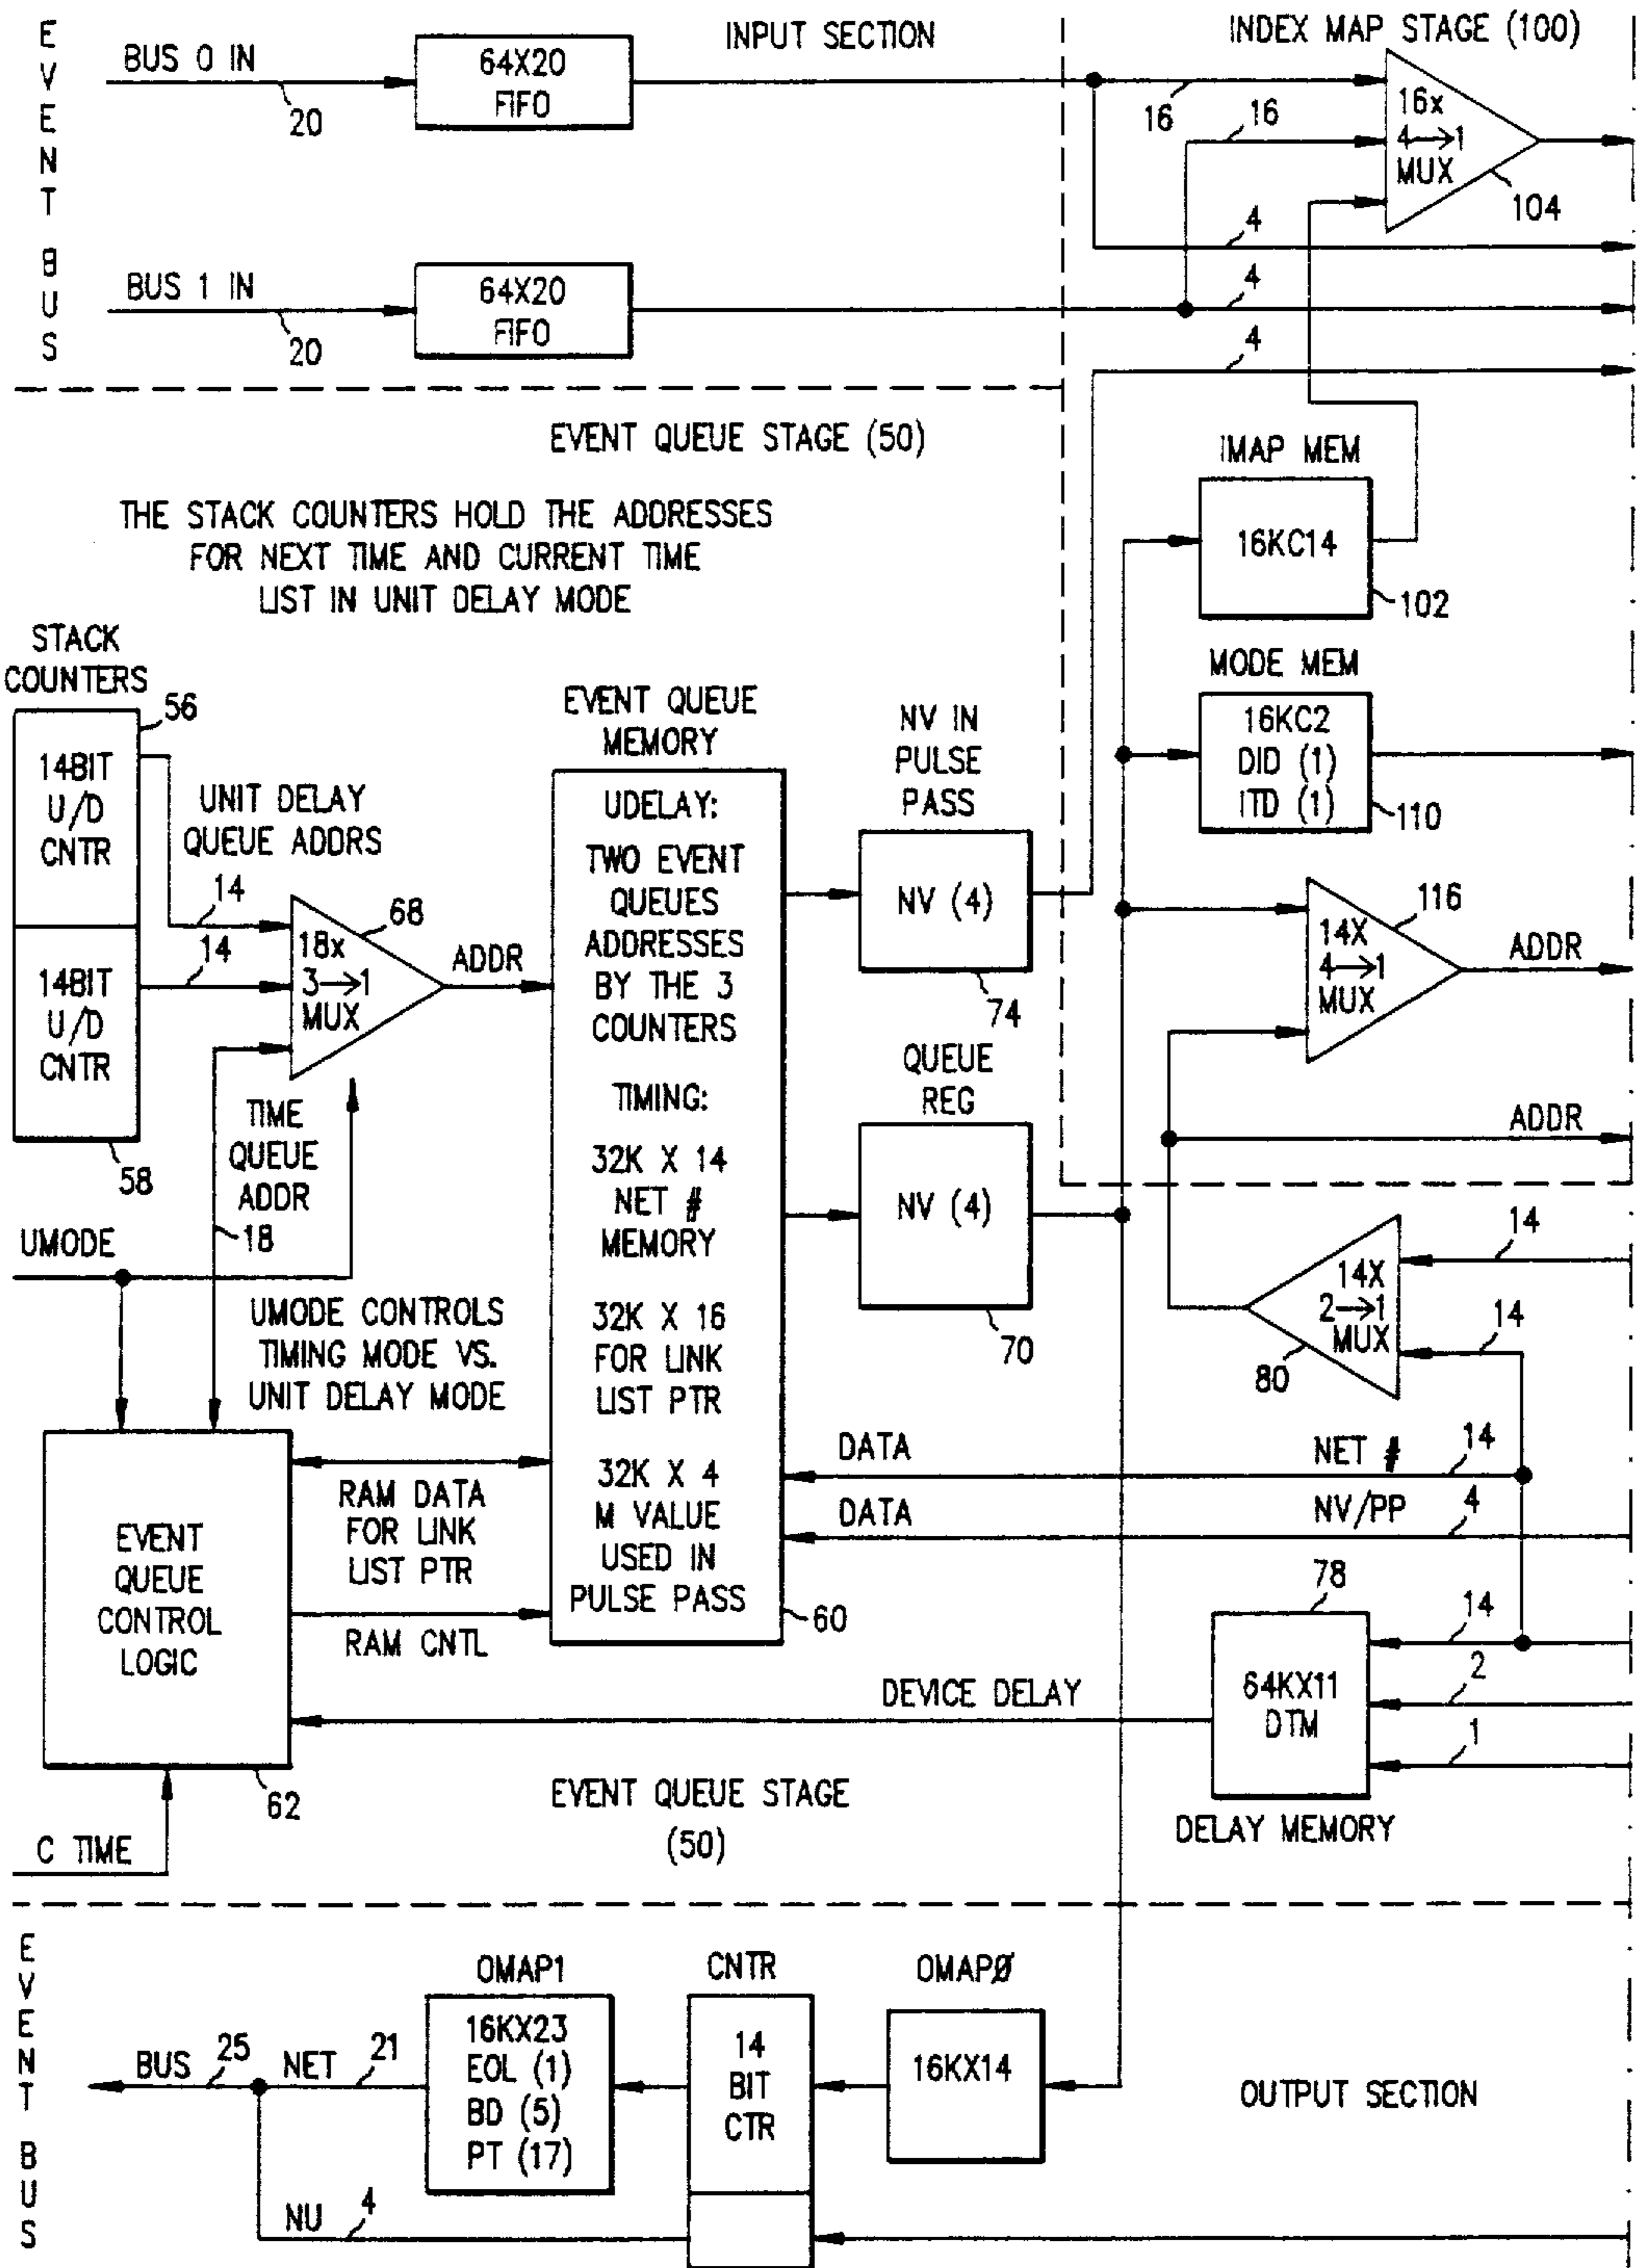 EVENT BUS
BUS 0 IN
20
64X20
FIFO
INPUT SECTION
INDEX MAP STAGE (100)
16
16
16x
4→1
MUX
104
4
BUS 1 IN
20
64X20
FIFO
4
4
EVENT QUEUE STAGE (50)
THE STACK COUNTERS HOLD THE ADDRESSES
FOR NEXT TIME AND CURRENT TIME
LIST IN UNIT DELAY MODE
IMAP MEM
16KC14
102
MODE MEM
16KC2
DID (1)
ITD (1)
110
STACK
COUNTERS
56
14BIT
U/D
CNTR
14BIT
U/D
CNTR
58
UNIT DELAY
QUEUE ADDRS
14
14
68
18x
3→1
MUX
ADDR
TIME
QUEUE
ADDR
18
EVENT QUEUE
MEMORY
UDELAY:
TWO EVENT
QUEUES
ADDRESSES
BY THE 3
COUNTERS
TIMING:
32K X 14
NET #
MEMORY
32K X 16
FOR LINK
LIST PTR
32K X 4
M VALUE
USED IN
PULSE PASS
60
NV IN
PULSE
PASS
NV (4)
74
QUEUE
REG
NV (4)
70
116
14X
4→1
MUX
ADDR
ADDR
14
14X
2→1
MUX
14
80
UMODE
UMODE CONTROLS
TIMING MODE VS.
UNIT DELAY MODE
EVENT
QUEUE
CONTROL
LOGIC
62
RAM DATA
FOR LINK
LIST PTR
RAM CNTL
DATA
NET #
14
DATA
NV/PP
4
78
14
2
1
64KX11
DTM
DELAY MEMORY
DEVICE DELAY
C TIME
EVENT QUEUE STAGE
(50)
EVENT BUS
BUS
25
NET
21
OMAP1
16KX23
EOL (1)
BD (5)
PT (17)
CNTR
14
BIT
CTR
OMAPØ
16KX14
OUTPUT SECTION
NU
4